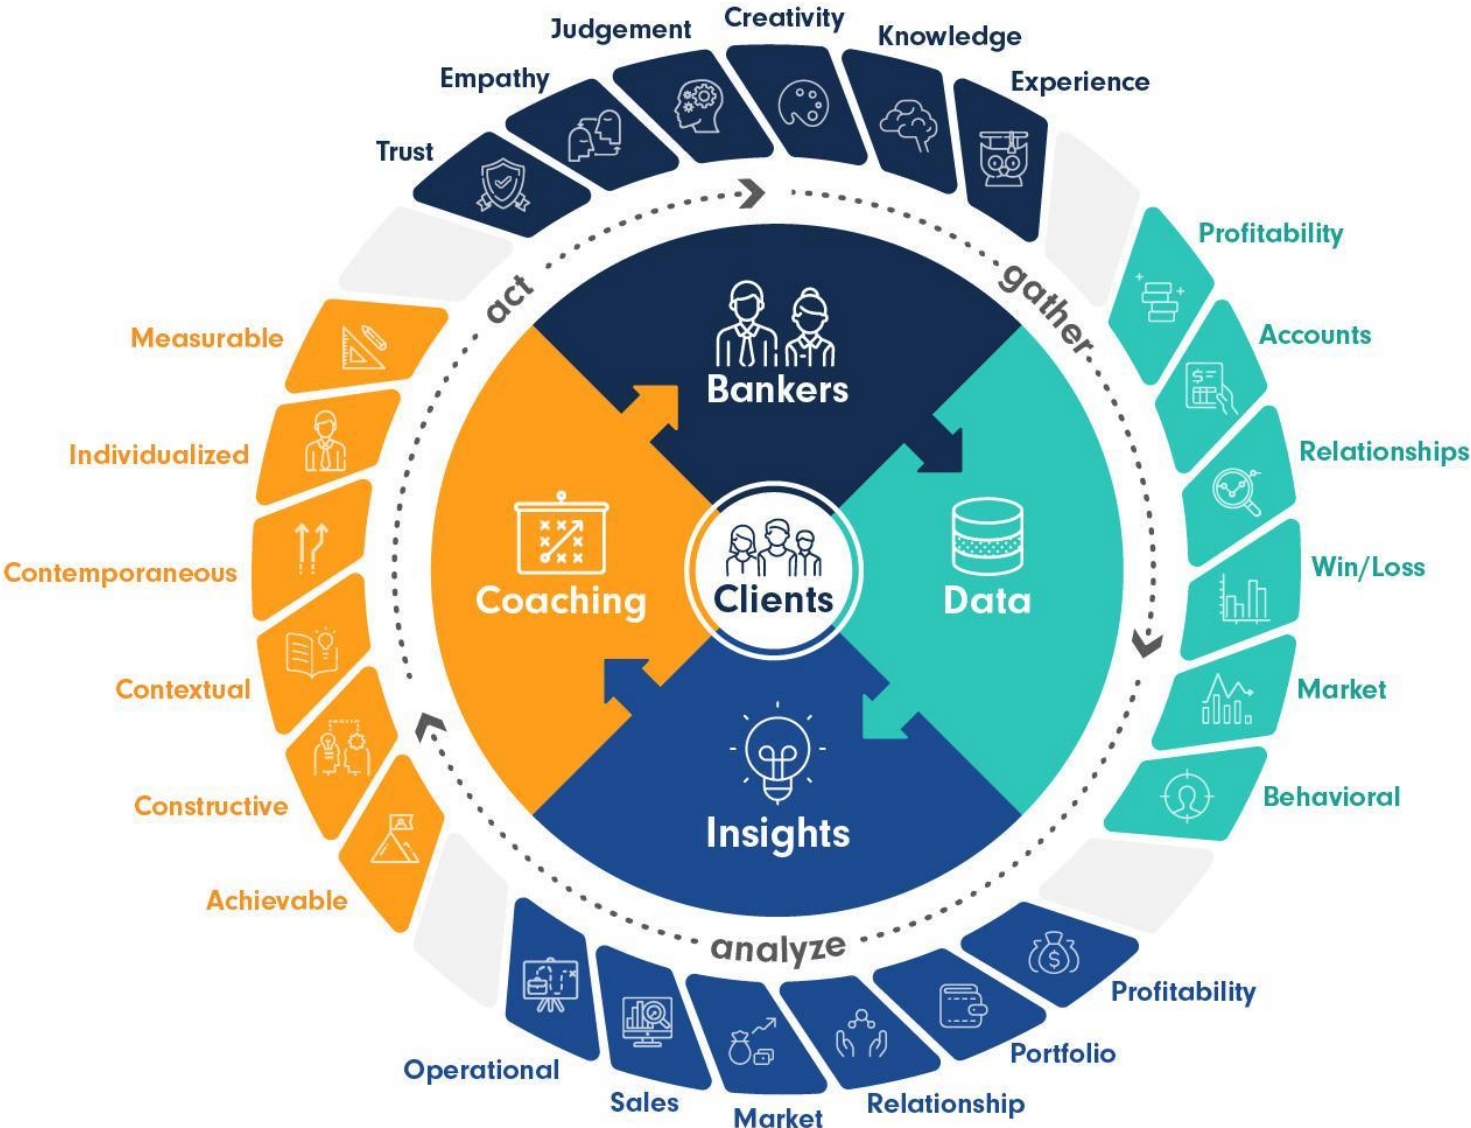 Creativity
Judgement
Knowledge
Empathy
Experience
Trust
Profitability
Accounts
Relationships
Win/Loss
Market
Behavioral
Profitability
Portfolio
Relationship
Market
Sales
Operational
Achievable
Constructive
Contextual
Contemporaneous
Individualized
Measurable
act
gather
analyze
Bankers
Data
Insights
Coaching
Clients